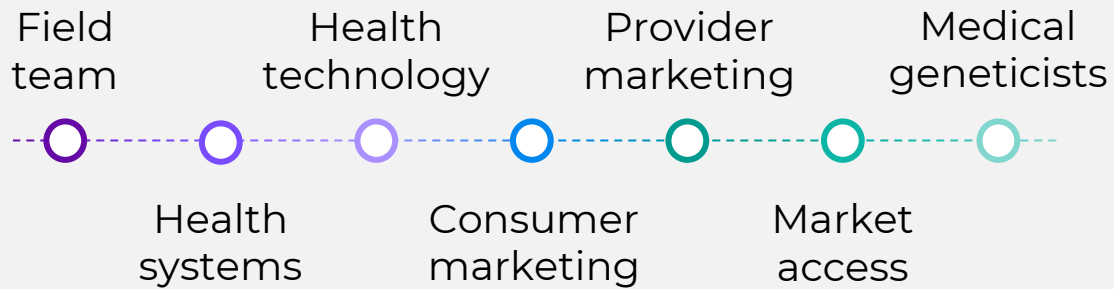 Field
team
Health
systems
Health
technology
Consumer
marketing
Provider
marketing
Market
access
Medical
geneticists